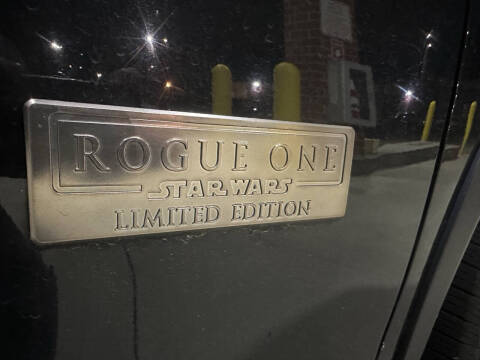 ROGUE ONE
STAR WARS
LIMITED EDITION